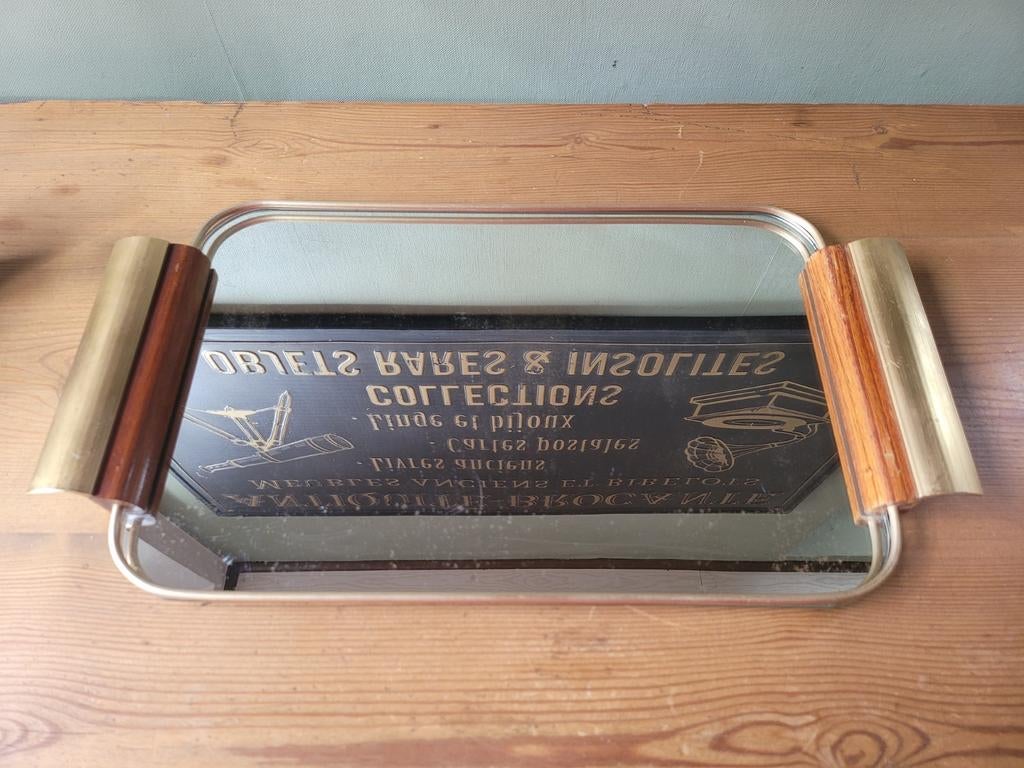 ANTIQUITE-BROCANTE
MEUBLES ANCIENS ET BIBELOTS
· Livres anciens
· Cartes postales
· Linge et bijoux
COLLECTIONS
OBJETS RARES & INSOLITES